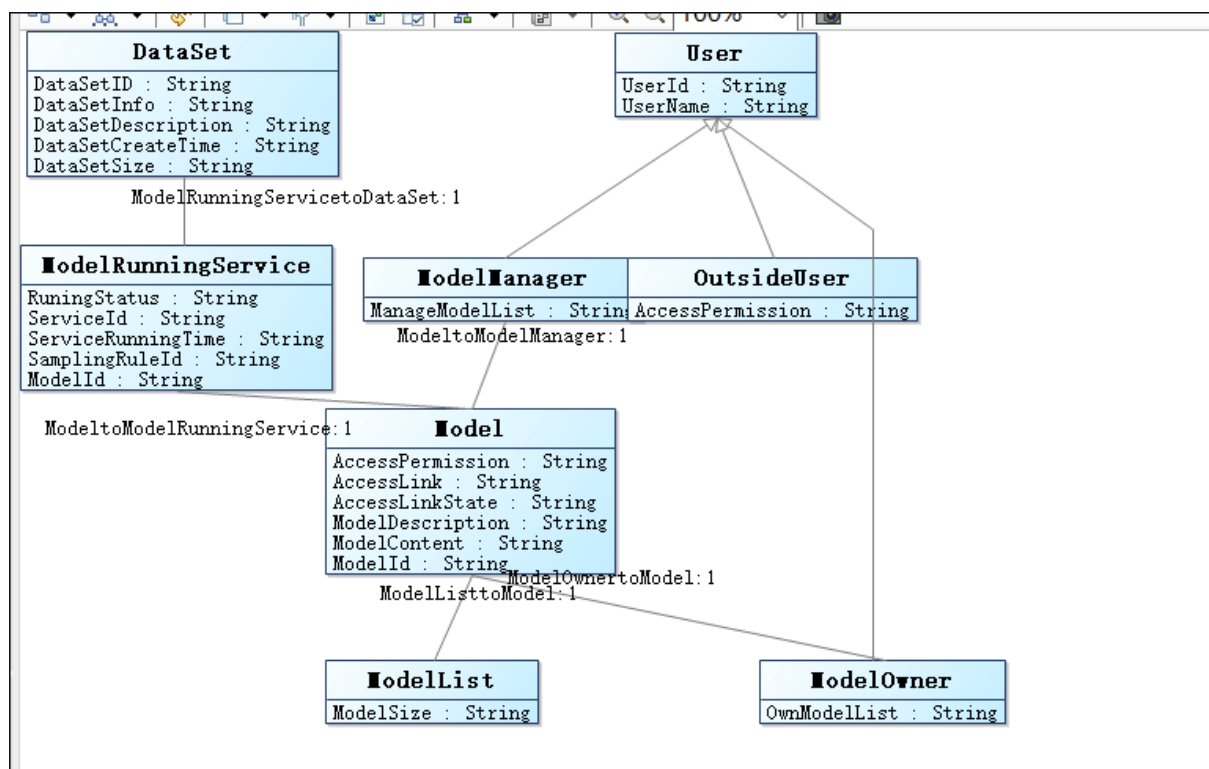 100%
DataSet
DataSetID : String
DataSetInfo : String
DataSetDescription : String
DataSetCreateTime : String
DataSetSize : String
User
UserId : String
UserName : String
ModelRunningServicetoDataSet:1
ModelRunningService
RuningStatus : String
ServiceId : String
ServiceRunningTime : String
SamplingRuleId : String
ModelId : String
ModelManager
ManageModelList : String
OutsideUser
AccessPermission : String
ModeltoModelManager:1
ModeltoModelRunningService:1
Model
AccessPermission : String
AccessLink : String
AccessLinkState : String
ModelDescription : String
ModelContent : String
ModelId : String
ModelOwnertoModel:1
ModelListtoModel:1
ModelList
ModelSize : String
ModelOwner
OwnModelList : String